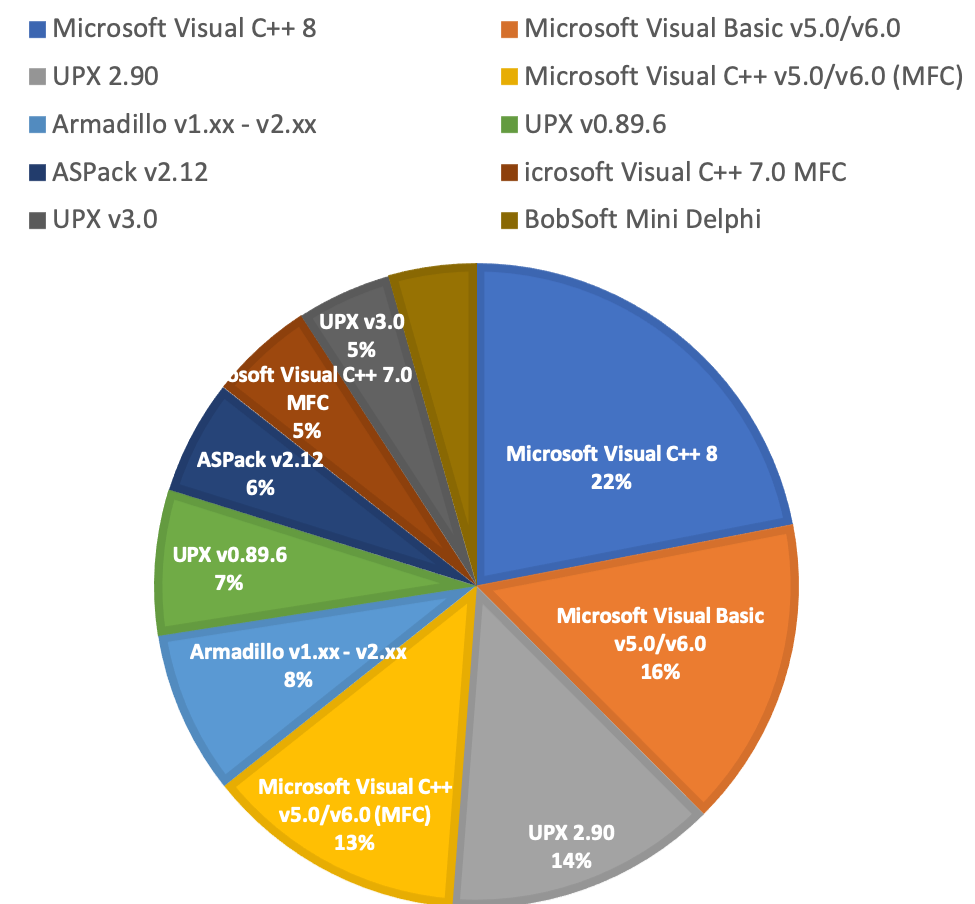 Microsoft Visual C++ 8
Microsoft Visual Basic v5.0/v6.0
UPX 2.90
Microsoft Visual C++ v5.0/v6.0 (MFC)
Armadillo v1.xx - v2.xx
UPX v0.89.6
ASPack v2.12
icrosoft Visual C++ 7.0 MFC
UPX v3.0
BobSoft Mini Delphi
UPX v3.0
5%
osoft Visual C++ 7.0
MFC
5%
Microsoft Visual C++ 8
22%
ASPack v2.12
6%
UPX v0.89.6
7%
Microsoft Visual Basic
v5.0/v6.0
16%
Armadillo v1.xx - v2.xx
8%
Microsoft Visual C++
v5.0/v6.0 (MFC)
13%
UPX 2.90
14%